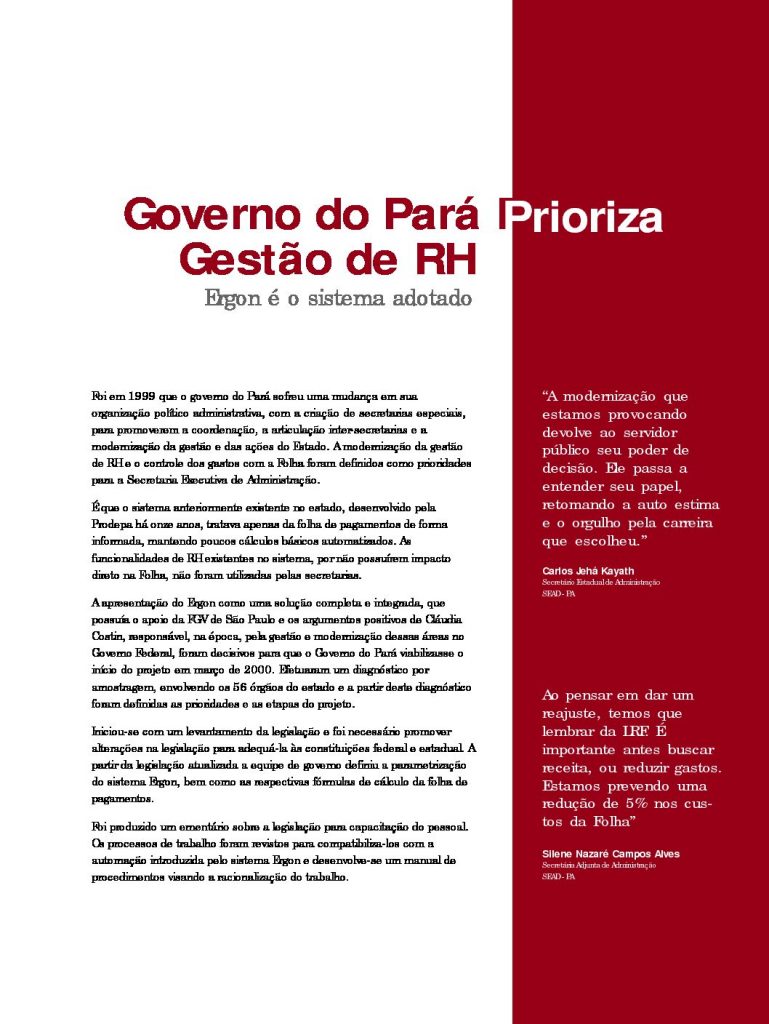 Governo do Pará Prioriza
Gestão de RH
Ergon é o sistema adotado
Foi em 1999 que o governo do Pará sofreu uma mudança em sua
organização político administrativa, com a criação de secretarias especiais,
para promoverem a coordenação, a articulação inter-secretarias e a
modernização da gestão e das ações do Estado. A modernização da gestão
de RH e o controle dos gastos com a Folha foram definidos como prioridades
para a Secretaria Executiva de Administração.
É que o sistema anteriormente existente no estado, desenvolvido pela
Prodepa há onze anos, tratava apenas da folha de pagamentos de forma
informada, mantendo poucos cálculos básicos automatizados. As
funcionalidades de RH existentes no sistema, por não possuírem impacto
direto na Folha, não foram utilizadas pelas secretarias.
A apresentação do Ergon como uma solução completa e integrada, que
possuía o apoio da FGV de São Paulo e os argumentos positivos de Cláudia
Costin, responsável, na época, pela gestão e modernização dessas áreas no
Governo Federal, foram decisivos para que o Governo do Pará viabilizasse o
início do projeto em março de 2000. Efetuaram um diagnóstico por
amostragem, envolvendo os 56 órgãos do estado e a partir deste diagnóstico
foram definidas as prioridades e as etapas do projeto.
Iniciou-se com um levantamento da legislação e foi necessário promover
alterações na legislação para adequá-la às constituições federal e estadual. A
partir da legislação atualizada a equipe de governo definiu a parametrização
do sistema Ergon, bem como as respectivas fórmulas de cálculo da folha de
pagamentos.
Foi produzido um ementário sobre a legislação para capacitação do pessoal.
Os processos de trabalho foram revistos para compatibiliza-los com a
automação introduzida pelo sistema Ergon e desenvolve-se um manual de
procedimentos visando a racionalização do trabalho.
“A modernização que
estamos provocando
devolve ao servidor
público seu poder de
decisão. Ele passa a
entender seu papel,
retomando a auto estima
e o orgulho pela carreira
que escolheu.”
Carlos Jehá Kayath
Secretário Estadual de Administração
SEAD - PA
Ao pensar em dar um
reajuste, temos que
lembrar da LRF. É
importante antes buscar
receita, ou reduzir gastos.
Estamos prevendo uma
redução de 5% nos cus-
tos da Folha”
Silene Nazaré Campos Alves
Secretário Adjunta de Administração
SEAD - PA